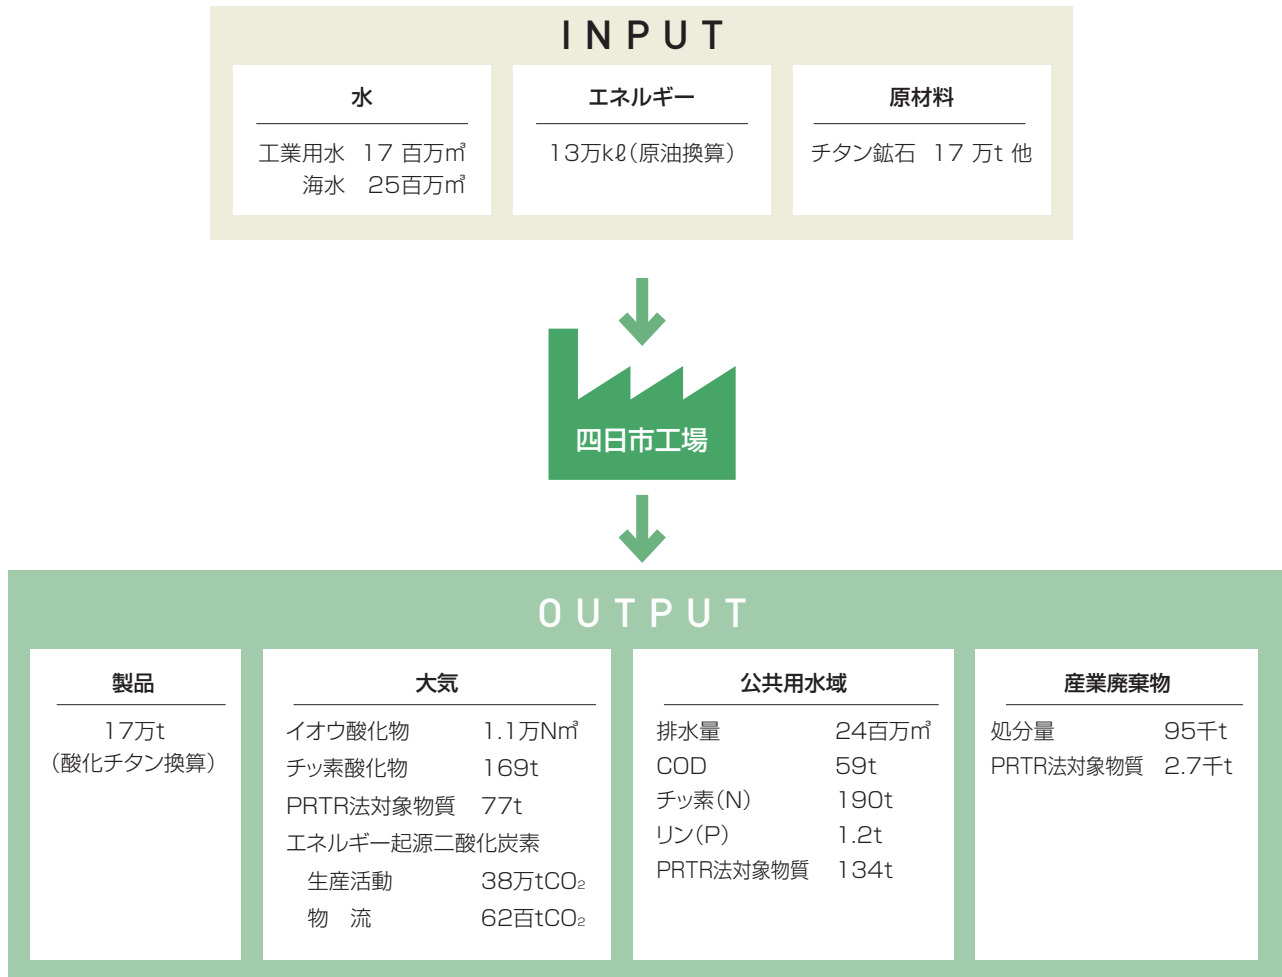 INPUT
水
工業用水 17 百万㎥
海水 25百万㎥
エネルギー
13万kℓ(原油換算)
原材料
チタン鉱石 17 万t 他
四日市工場
OUTPUT
製品
17万t
(酸化チタン換算)
大気
イオウ酸化物 1.1万N㎥
チッ素酸化物 169t
PRTR法対象物質 77t
エネルギー起源二酸化炭素
生産活動 38万tCO₂
物 流 62百tCO₂
公共用水域
排水量 24百万㎥
COD 59t
チッ素(N) 190t
リン(P) 1.2t
PRTR法対象物質 134t
産業廃棄物
処分量 95千t
PRTR法対象物質 2.7千t